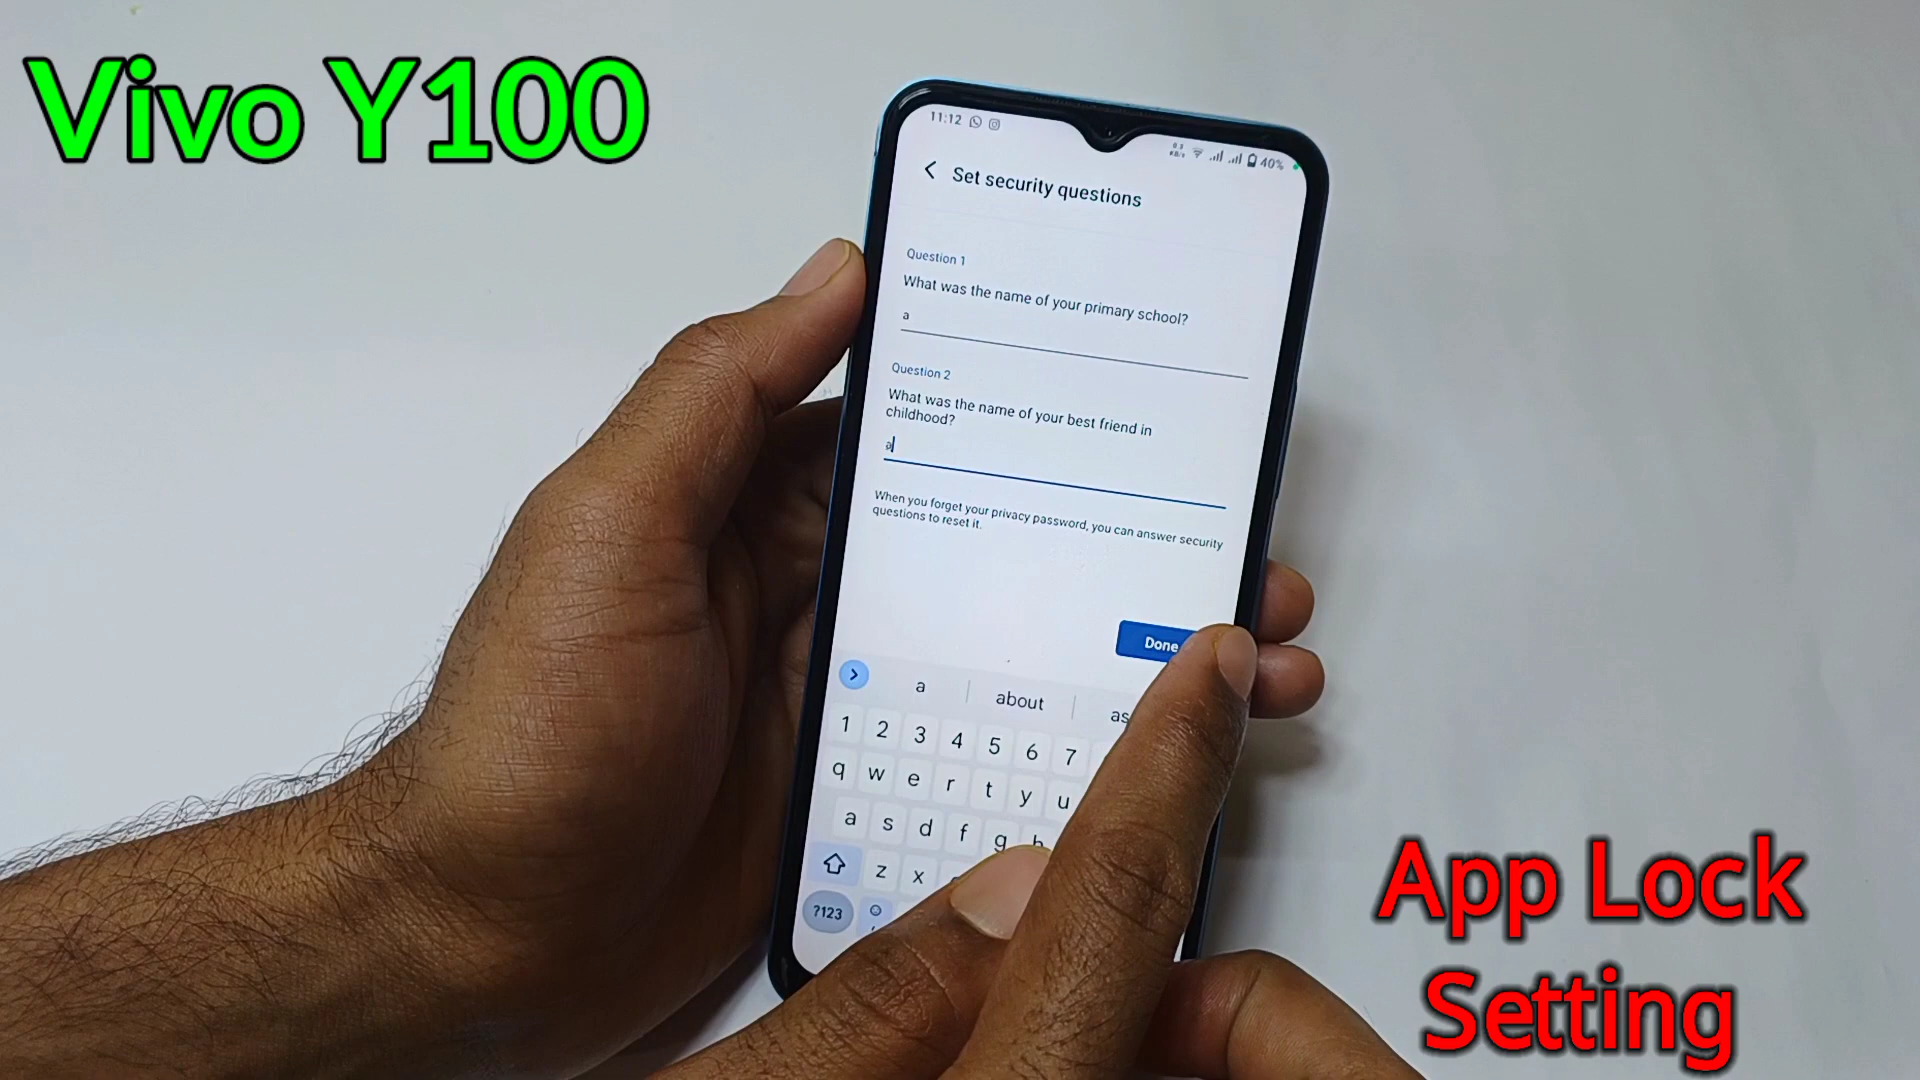 Vivo Y100
11:12
40%
Set security questions
Question 1
What was the name of your primary school?
a
Question 2
What was the name of your best friend in
childhood?
a
When you forget your privacy password, you can answer security
questions to reset it.
Done
a about as
1 2 3 4 5 6 7
q w e r t y u
a s d f g h
z x
?123
App Lock
Setting